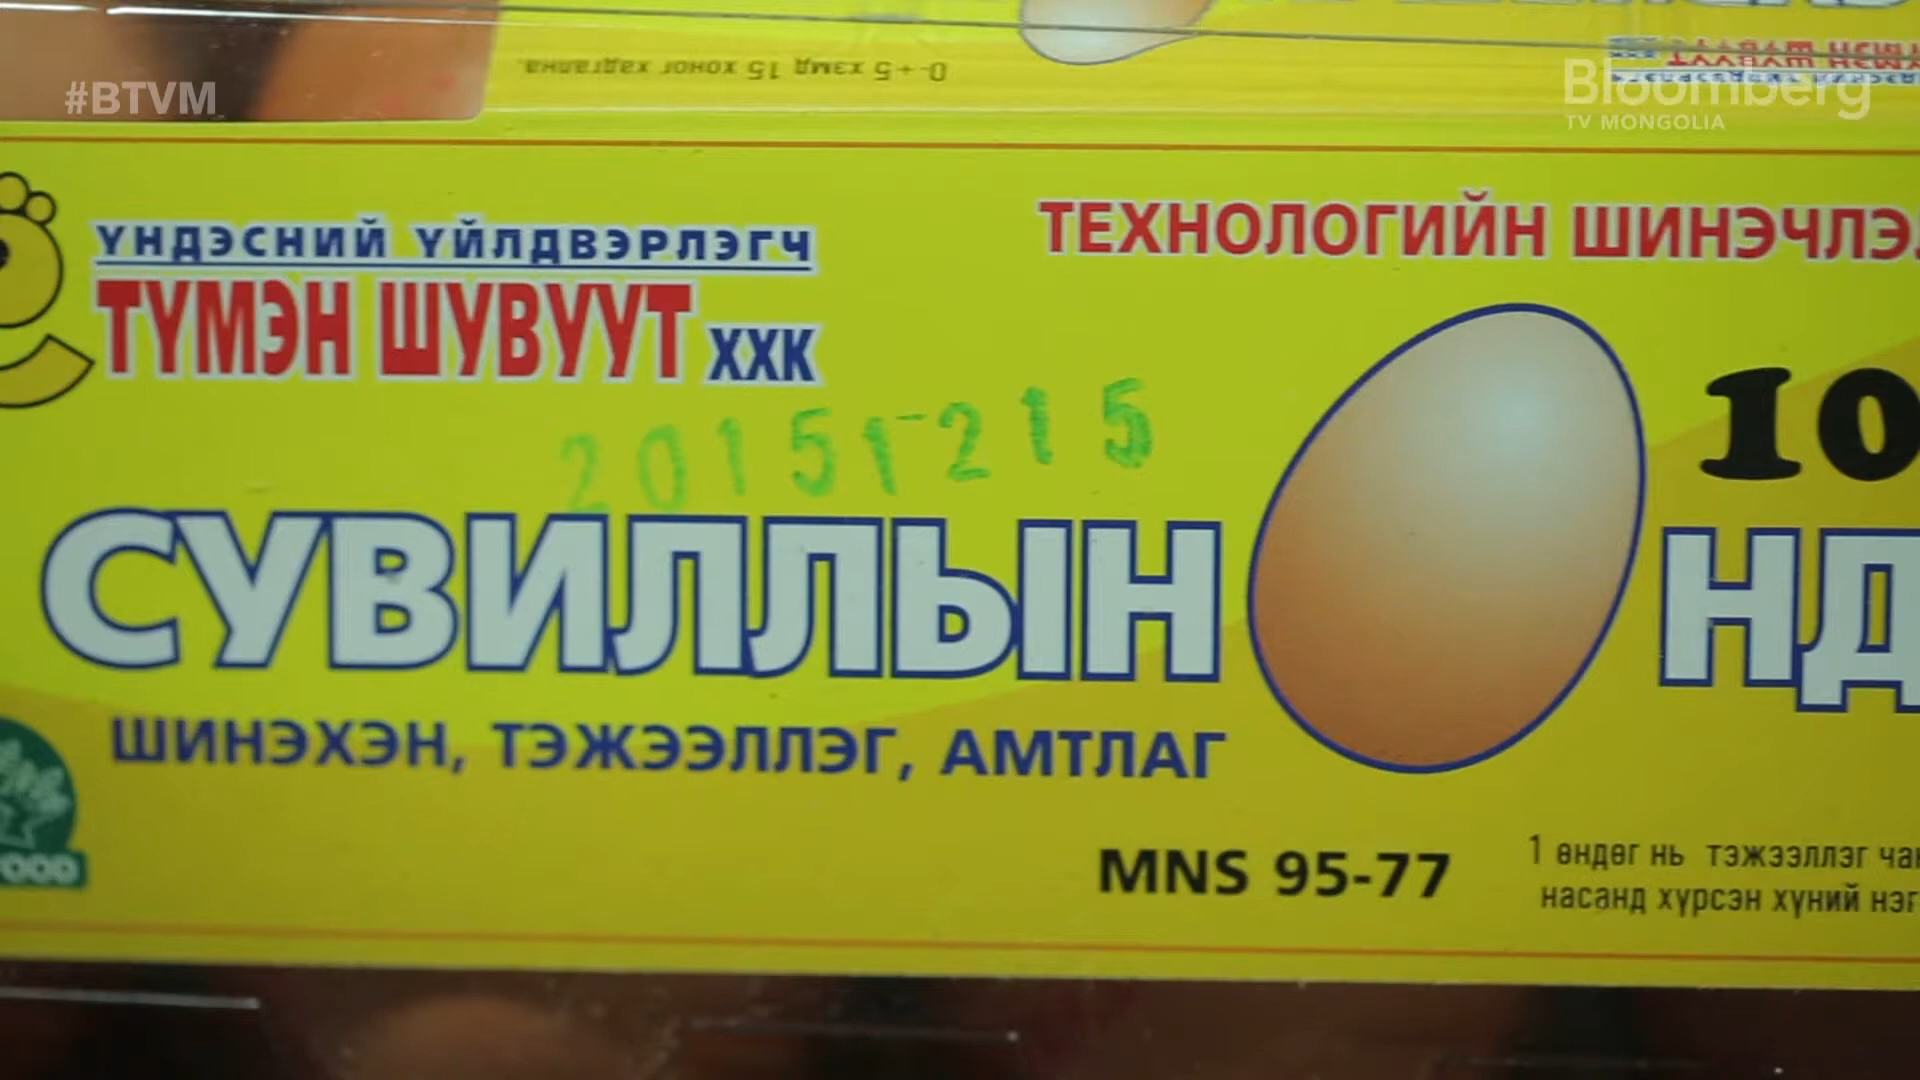 #BTVM
Bloomberg
TV MONGOLIA
0-+5 хэмд 15 хоног хадгална.
ҮНДЭСНИЙ ҮЙЛДВЭРЛЭГЧ
ТҮМЭН ШУВУУТ ХХК
ТЕХНОЛОГИЙН ШИНЭЧЛЭ
20151215
10
СУВИЛЛЫН НД
ШИНЭХЭН, ТЭЖЭЭЛЛЭГ, АМТЛАГ
FOOD
MNS 95-77
1 өндөг нь тэжээллэг ча
насанд хүрсэн хүний нэг